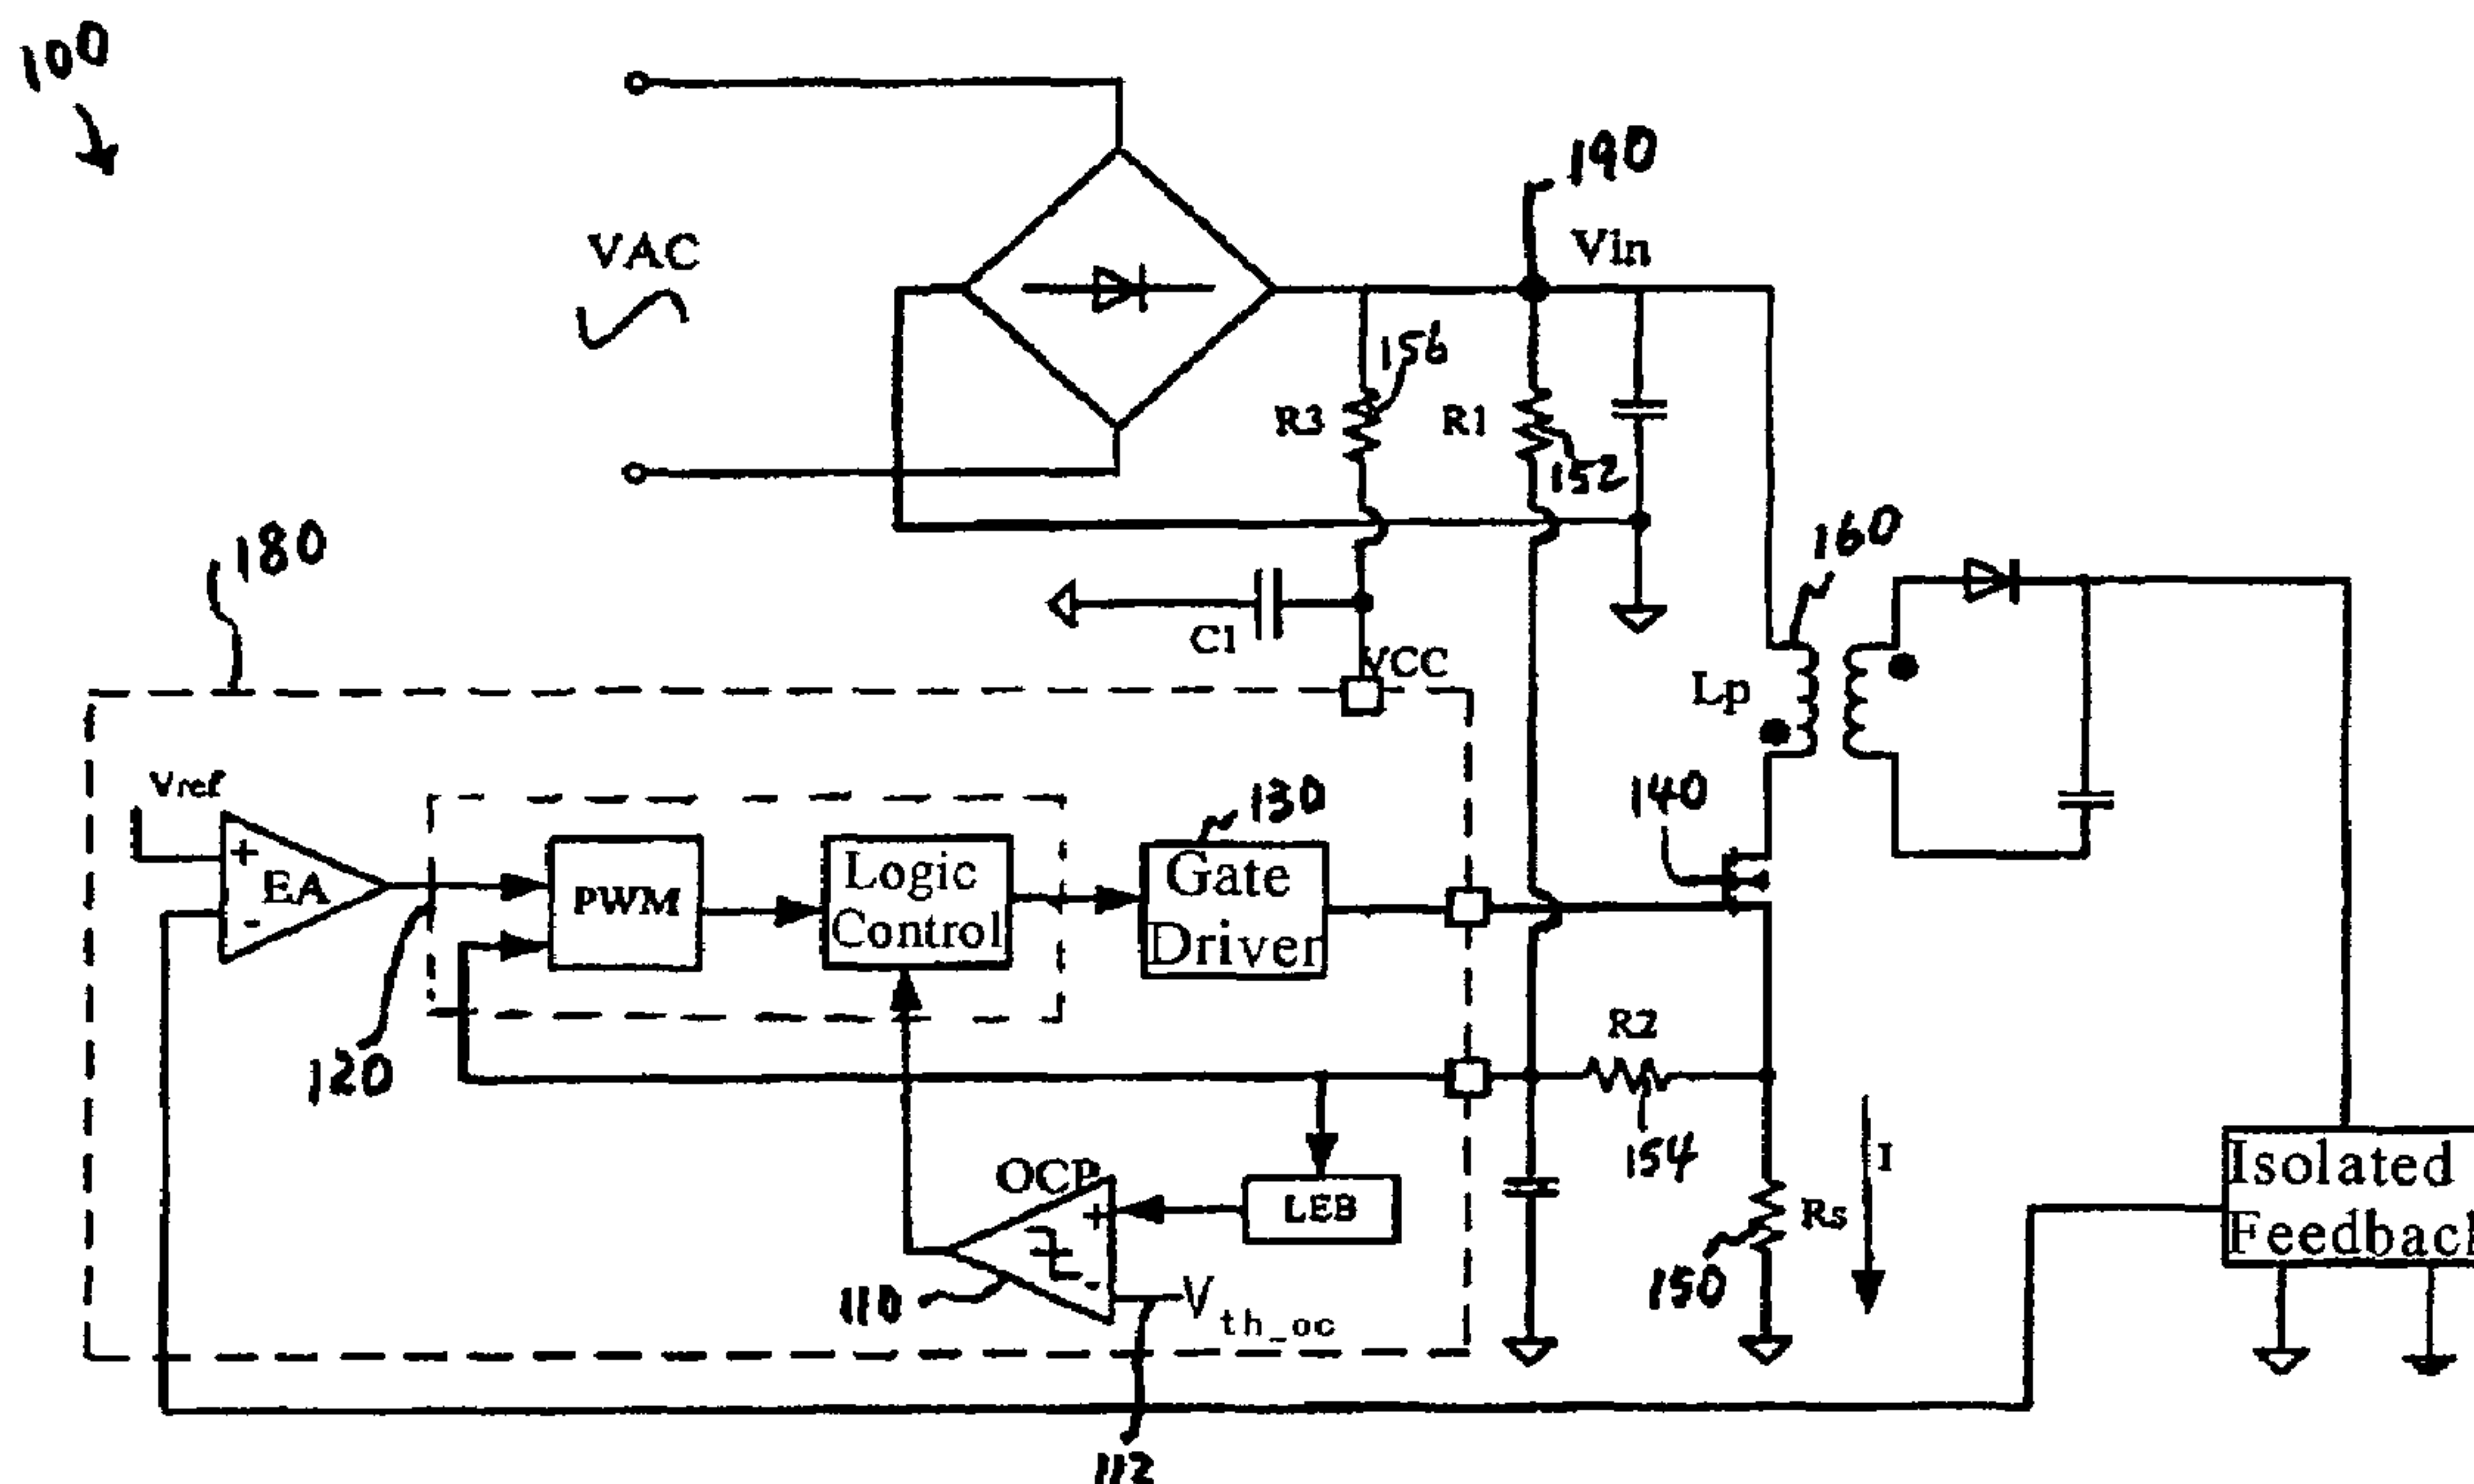 100
190
Vin
VAC
156
R3
R1
152
160
180
C1
VCC
Lp
Vref
130
140
+
EA
-
PWM
Logic
Control
Gate
Driver
120
R2
154
I
OCP
+
LEB
Rs
Isolated
Feedback
150
110
-
Vth_oc
112